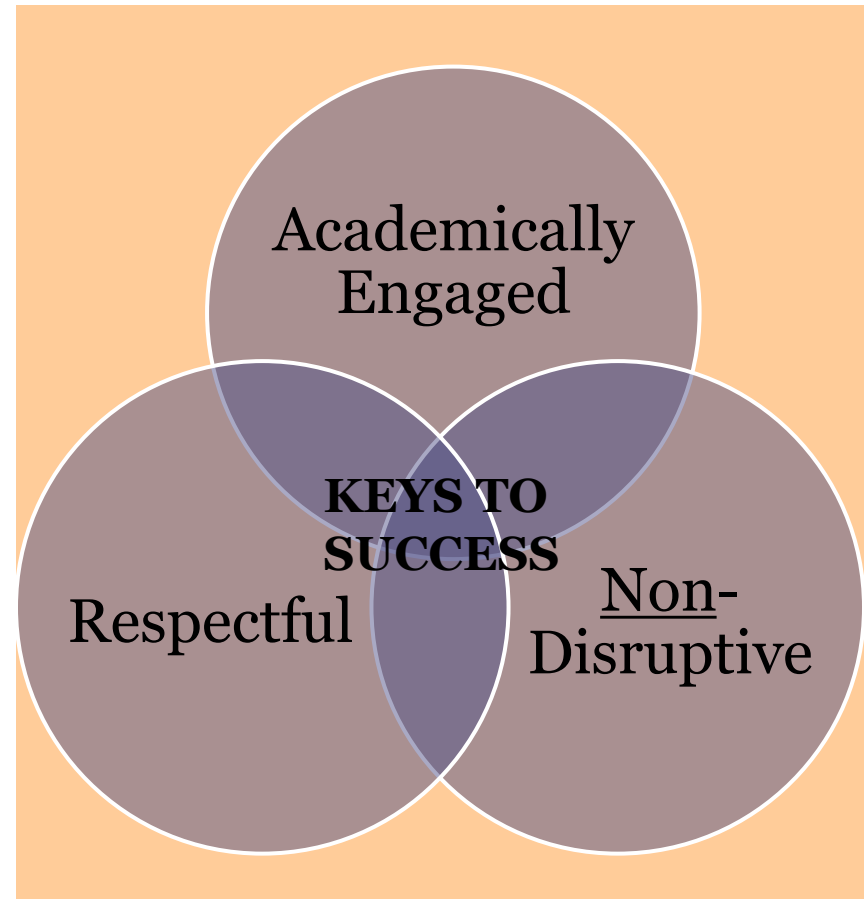 Academically
Engaged
KEYS TO
SUCCESS
Respectful
Non-
Disruptive